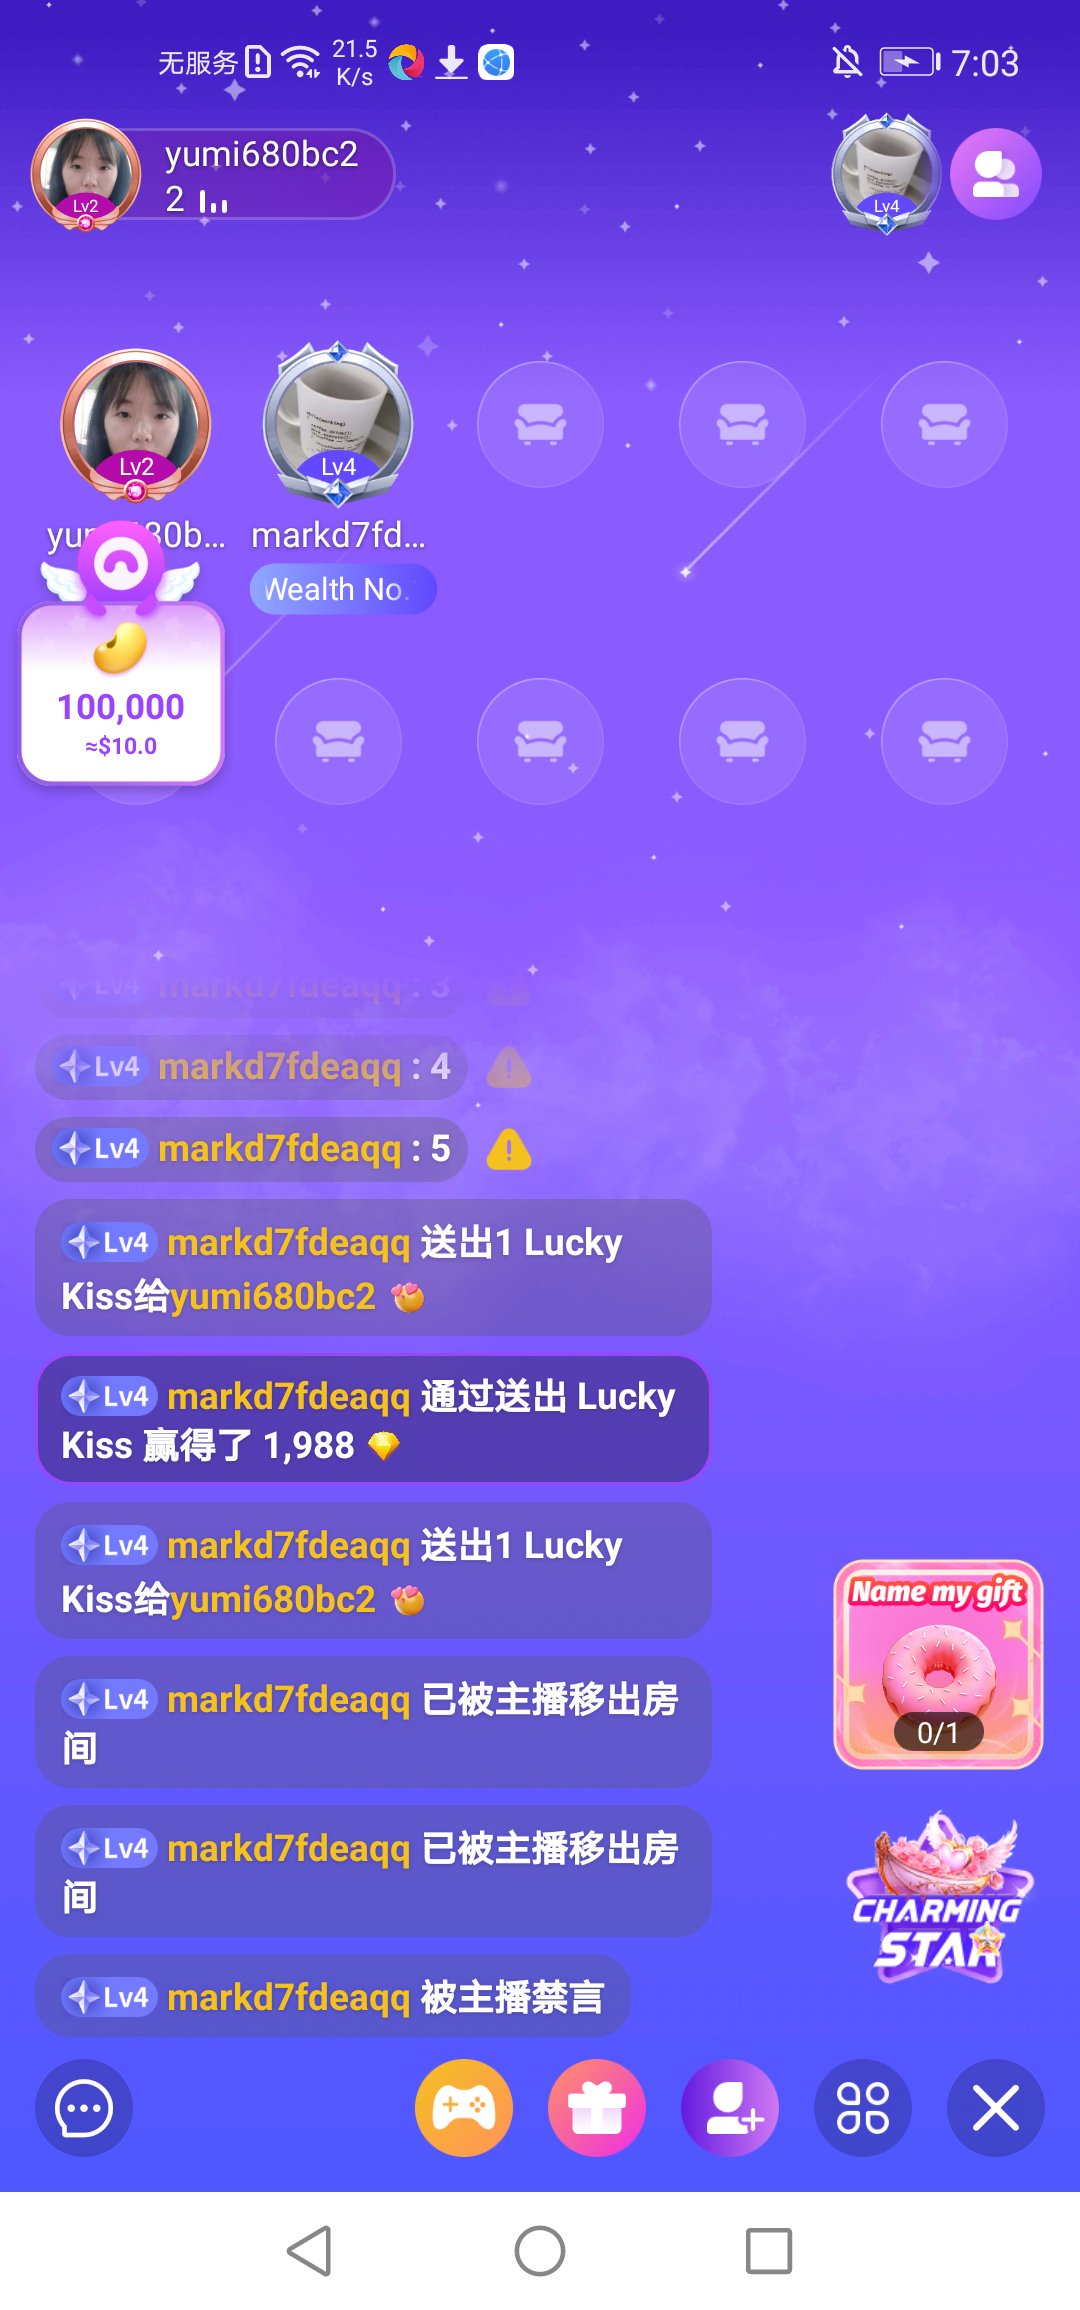 无服务 21.5 K/s 7:03
yumi680bc2
2
Lv2
Lv4
Lv2
Lv4
markd7fd...
Wealth No.
100,000
≈$10.0
Lv4 markd7fdeaqq : 3
Lv4 markd7fdeaqq : 4
Lv4 markd7fdeaqq : 5
Lv4 markd7fdeaqq 送出1 Lucky
Kiss给yumi680bc2
Lv4 markd7fdeaqq 通过送出 Lucky
Kiss 赢得了 1,988
Lv4 markd7fdeaqq 送出1 Lucky
Kiss给yumi680bc2
Name my gift
0/1
Lv4 markd7fdeaqq 已被主播移出房
间
Lv4 markd7fdeaqq 已被主播移出房
间
CHARMING
STAR
Lv4 markd7fdeaqq 被主播禁言